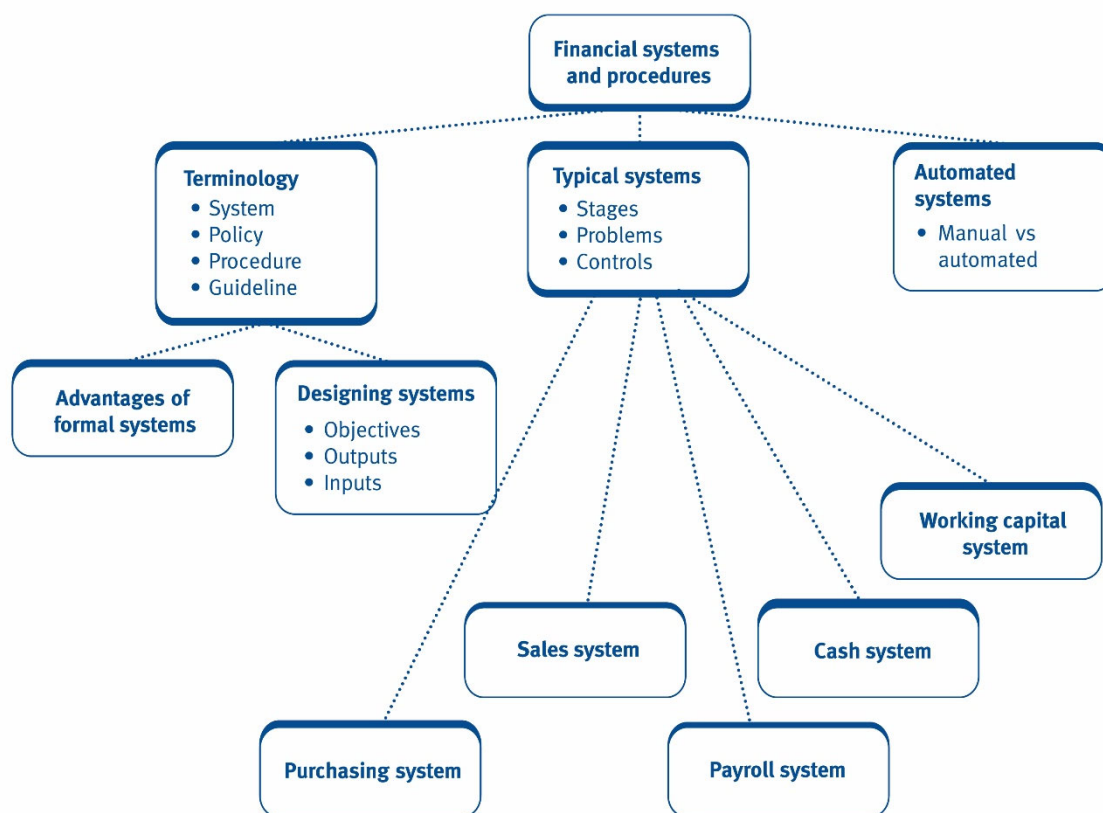 Financial systems
and procedures
Terminology
• System
• Policy
• Procedure
• Guideline
Typical systems
• Stages
• Problems
• Controls
Automated
systems
• Manual vs
automated
Advantages of
formal systems
Designing systems
• Objectives
• Outputs
• Inputs
Working capital
system
Sales system
Cash system
Purchasing system
Payroll system